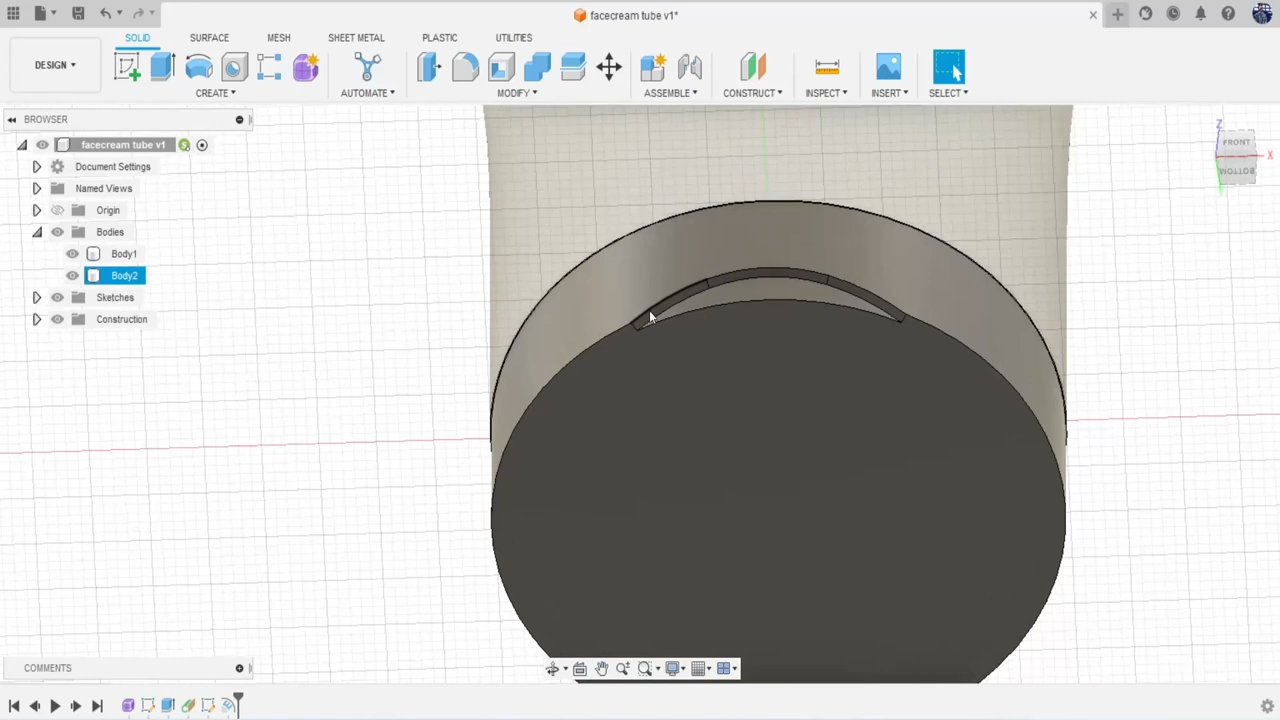 facecream tube v1*
SOLID SURFACE MESH SHEET METAL PLASTIC UTILITIES
DESIGN
CREATE AUTOMATE MODIFY ASSEMBLE CONSTRUCT INSPECT INSERT SELECT
BROWSER
facecream tube v1
S
Document Settings
Named Views
Origin
Bodies
Body1
Body2
Sketches
Construction
Z
FRONT
X
BOTTOM
COMMENTS